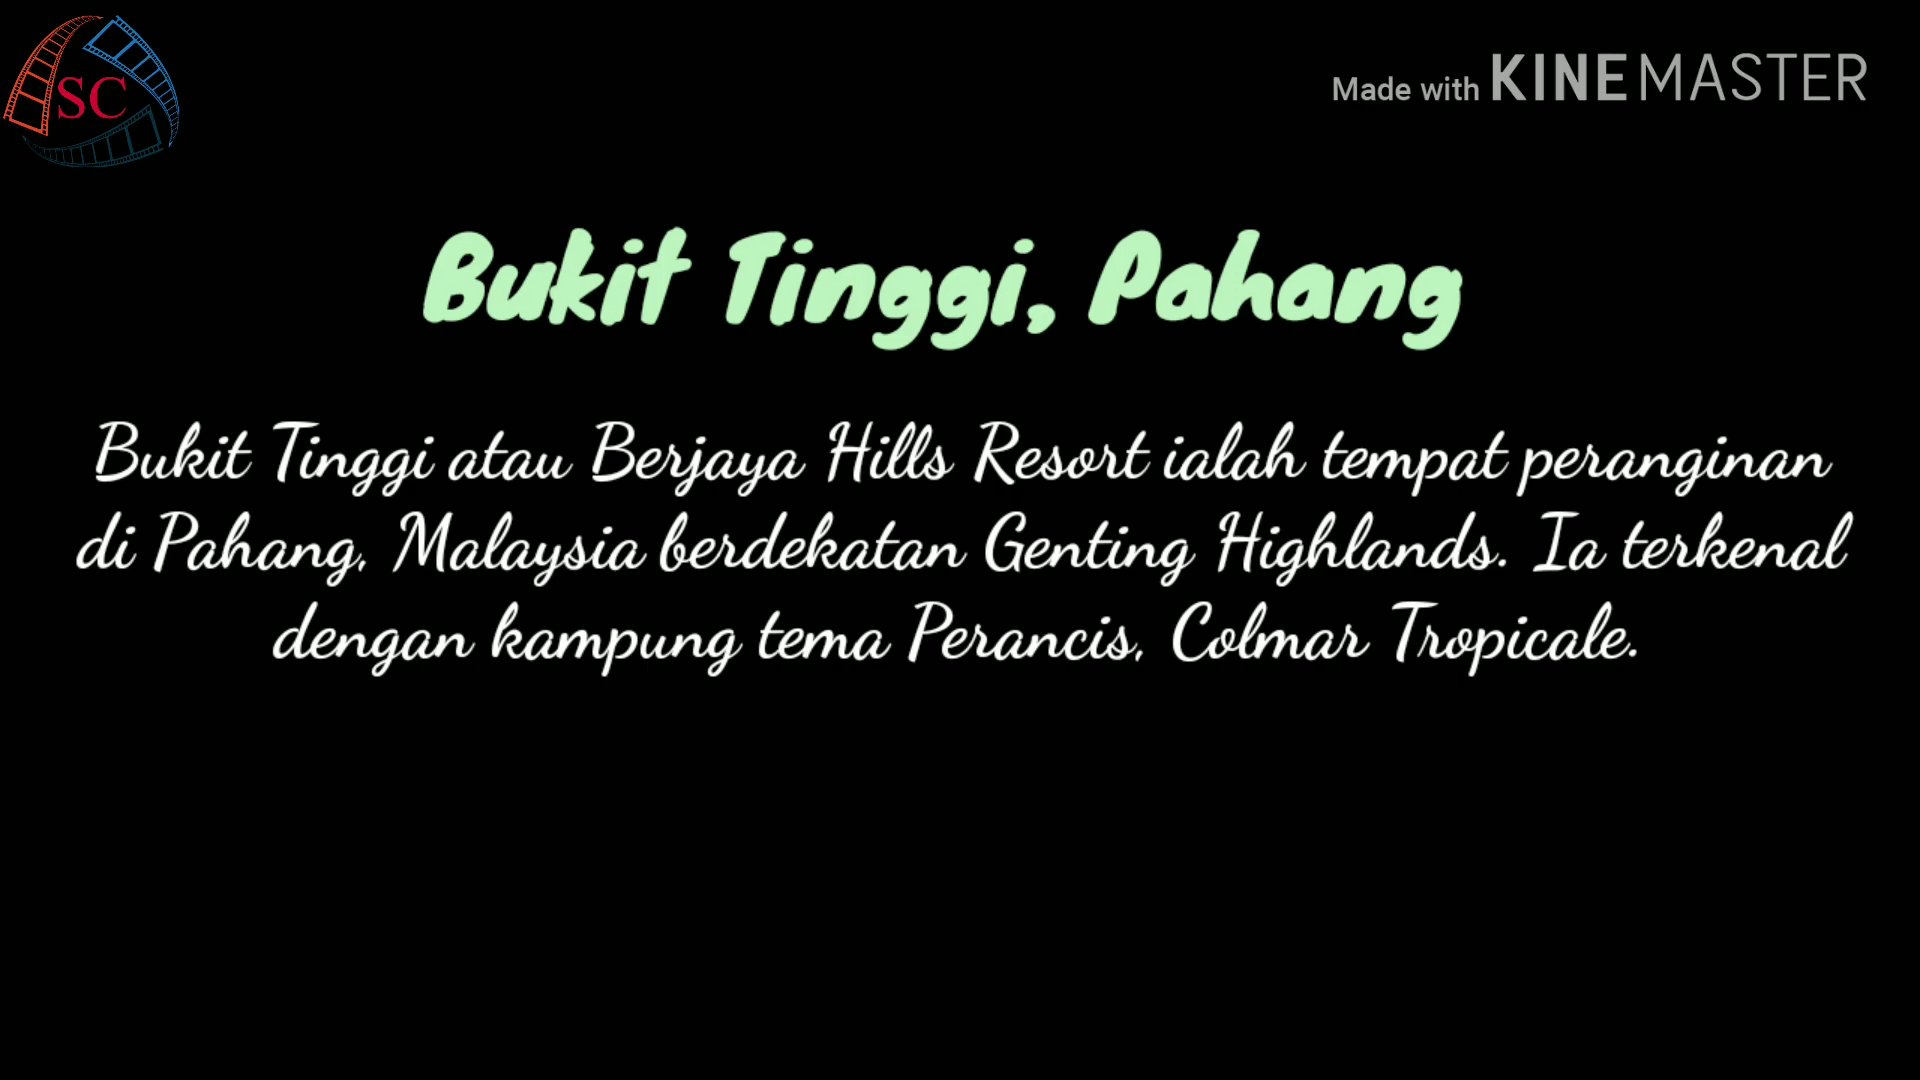 SC
Made with KINEMASTER
Bukit Tinggi, Pahang
Bukit Tinggi atau Berjaya Hills Resort ialah tempat peranginan
di Pahang, Malaysia berdekatan Genting Highlands. Ia terkenal
dengan kampung tema Perancis, Colmar Tropicale.